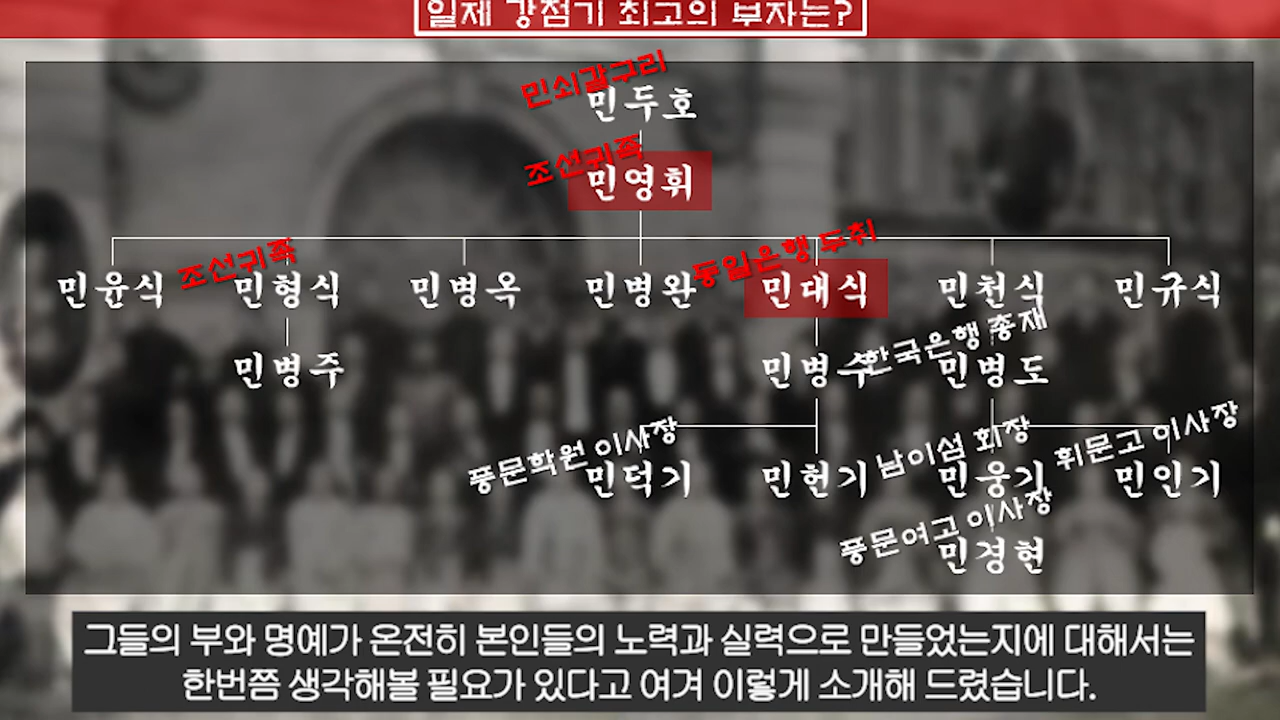 일제 강점기 최고의 부자는?
민쇠갈구리
민두호
조선귀족
민영휘
조선귀족
동일은행 두취
민윤식 민형식 민병옥 민병완 민대식 민천식 민규식
한국은행 총재
민병주 민병수 민병도
풍문학원 이사장 남이섬 회장 휘문고 이사장
민덕기 민헌기 민웅기 민인기
풍문여고 이사장
민경현
그들의 부와 명예가 온전히 본인들의 노력과 실력으로 만들었는지에 대해서는
한번쯤 생각해볼 필요가 있다고 여겨 이렇게 소개해 드렸습니다.